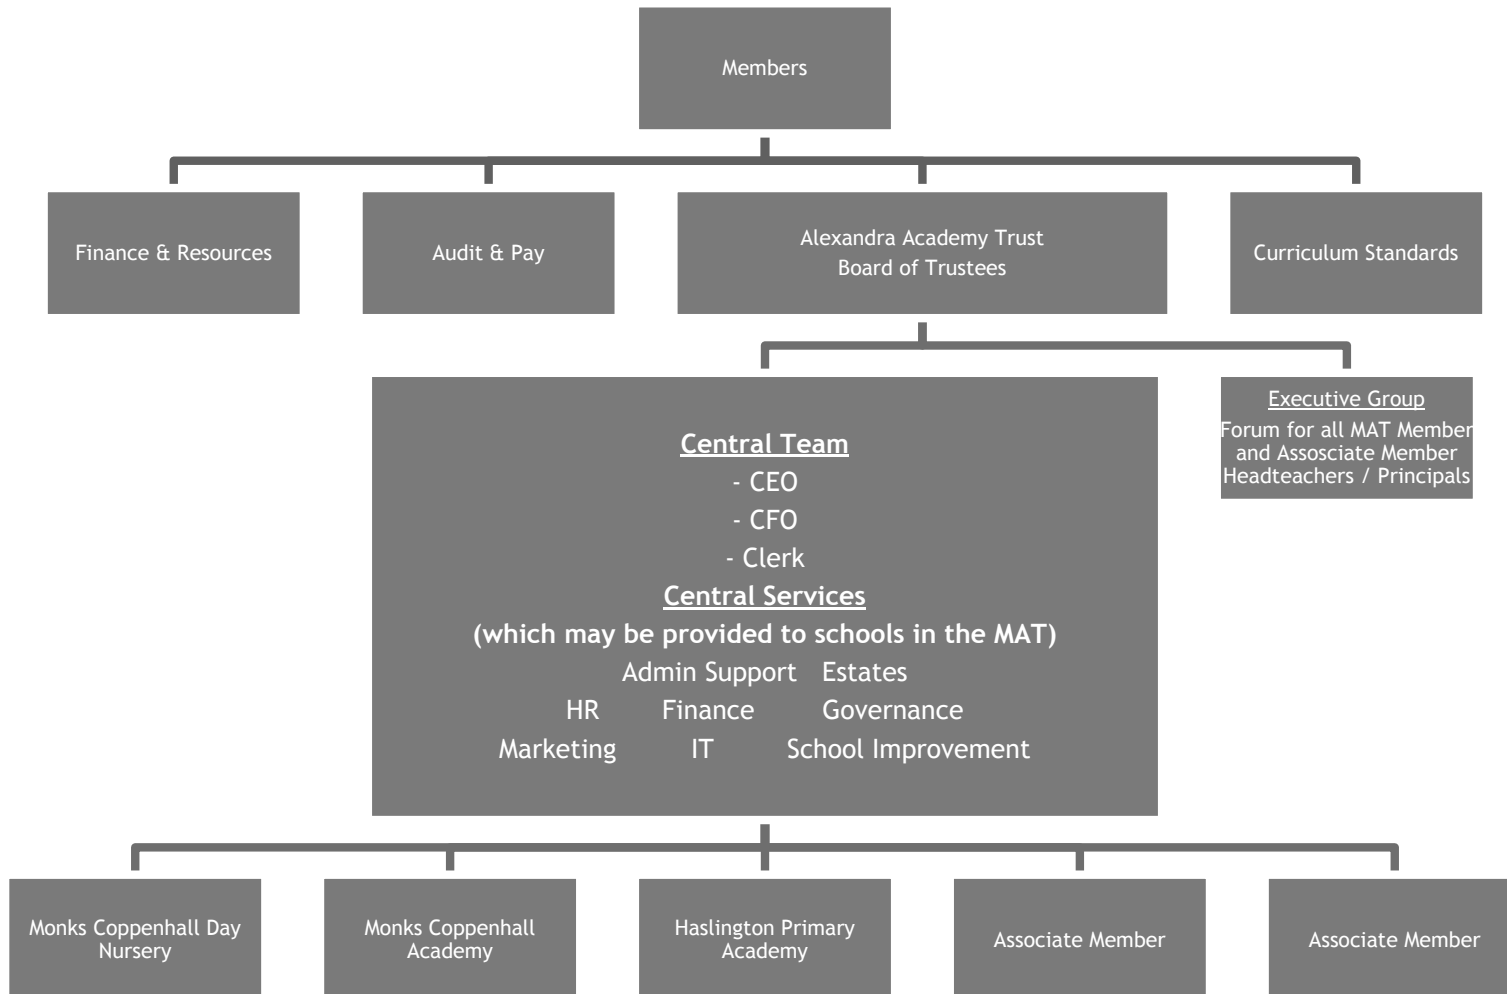 Members
Finance & Resources
Audit & Pay
Alexandra Academy Trust
Board of Trustees
Curriculum Standards
Central Team
- CEO
- CFO
- Clerk
Central Services
(which may be provided to schools in the MAT)
Admin Support Estates
HR Finance Governance
Marketing IT School Improvement
Executive Group
Forum for all MAT Member
and Assosciate Member
Headteachers / Principals
Monks Coppenhall Day
Nursery
Monks Coppenhall
Academy
Haslington Primary
Academy
Associate Member
Associate Member